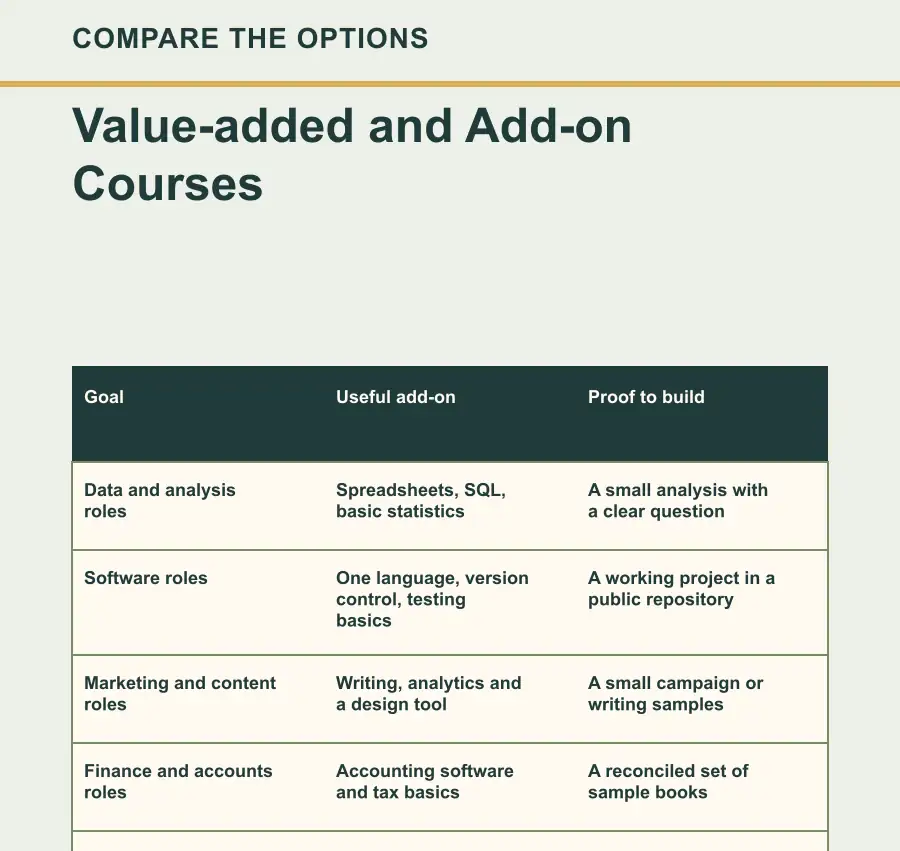 COMPARE THE OPTIONS
Value-added and Add-on
Courses
Goal
Useful add-on
Proof to build
Data and analysis
roles
Spreadsheets, SQL,
basic statistics
A small analysis with
a clear question
Software roles
One language, version
control, testing
basics
A working project in a
public repository
Marketing and content
roles
Writing, analytics and
a design tool
A small campaign or
writing samples
Finance and accounts
roles
Accounting software
and tax basics
A reconciled set of
sample books